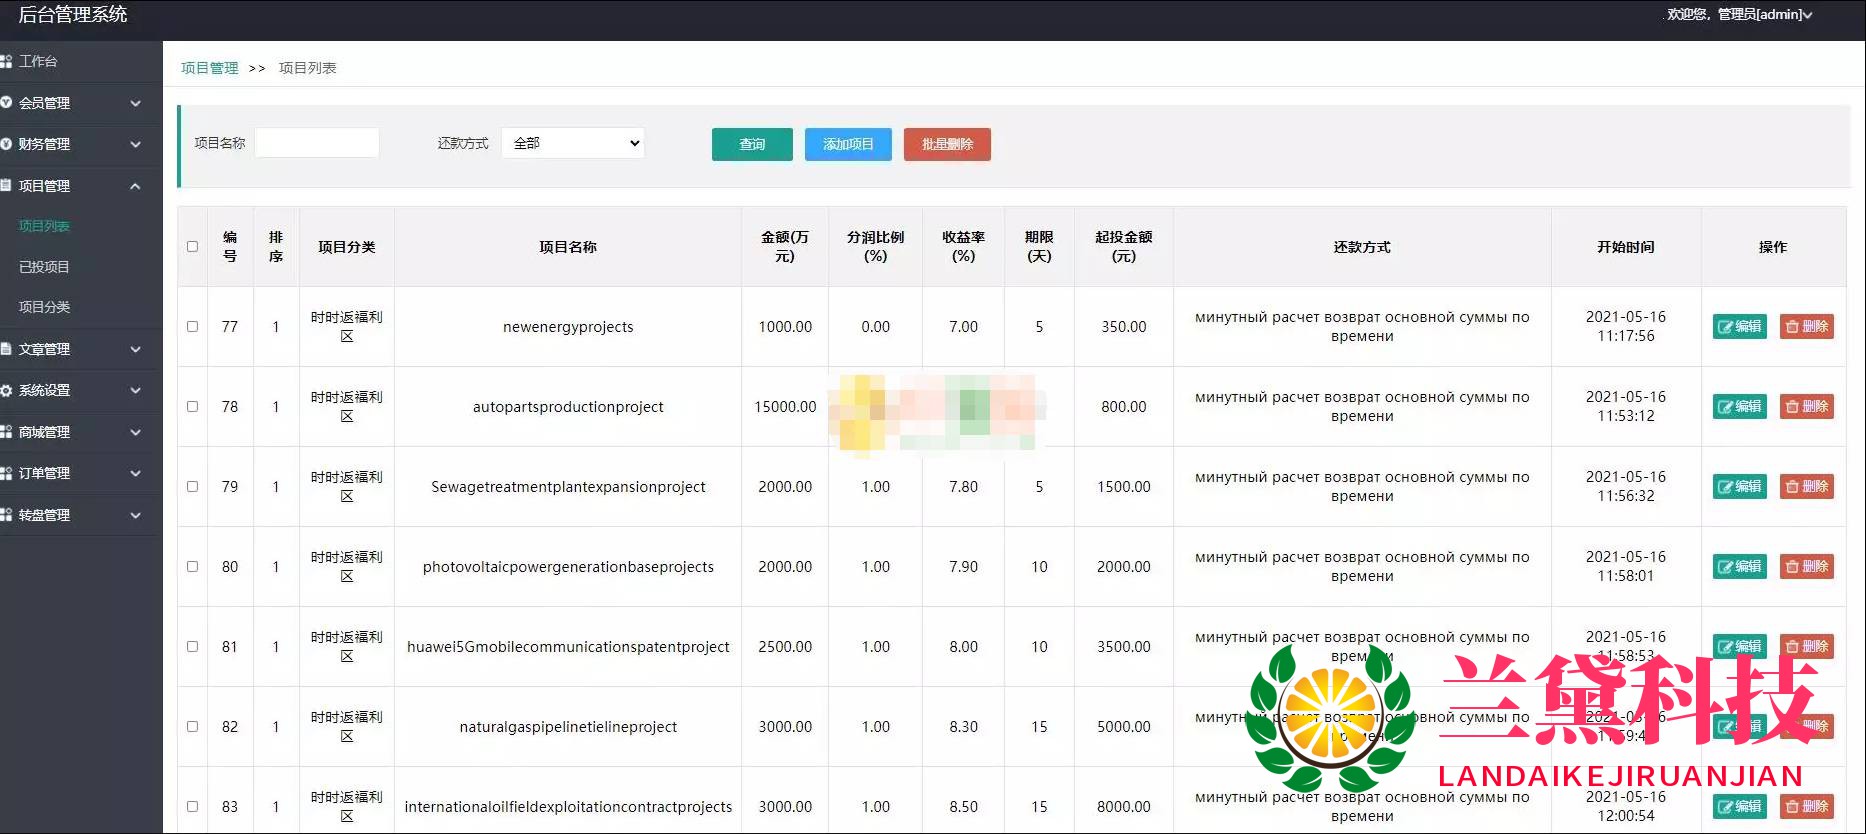 后台管理系统
欢迎您，管理员[admin]
工作台
会员管理
财务管理
项目管理
项目列表
已投项目
项目分类
文章管理
系统设置
商城管理
订单管理
转盘管理
项目管理 >> 项目列表
项目名称
还款方式 全部
查询 添加项目 批量删除
编号 排序 项目分类 项目名称 金额(万元) 分润比例(%) 收益率(%) 期限(天) 起投金额(元) 还款方式 开始时间 操作
77 1 时时返福利区 newenergyprojects 1000.00 0.00 7.00 5 350.00 минутный расчет возврат основной суммы по времени 2021-05-16 11:17:56 编辑 删除
78 1 时时返福利区 autopartsproductionproject 15000.00 800.00 минутный расчет возврат основной суммы по времени 2021-05-16 11:53:12 编辑 删除
79 1 时时返福利区 Sewagetreatmentplantexpansionproject 2000.00 1.00 7.80 5 1500.00 минутный расчет возврат основной суммы по времени 2021-05-16 11:56:32 编辑 删除
80 1 时时返福利区 photovoltaicpowergenerationbaseprojects 2000.00 1.00 7.90 10 2000.00 минутный расчет возврат основной суммы по времени 2021-05-16 11:58:01 编辑 删除
81 1 时时返福利区 huawei5Gmobilecommunicationspatentproject 2500.00 1.00 8.00 10 3500.00 минутный расчет возврат основной суммы по времени 2021-05-16 11:58:53 编辑 删除
82 1 时时返福利区 naturalgaspipelinetielineproject 3000.00 1.00 8.30 15 5000.00 минутный расчет возврат основной суммы по времени 编辑 删除
83 1 时时返福利区 internationaloilfieldexploitationcontractprojects 3000.00 1.00 8.50 15 8000.00 минутный расчет возврат основной суммы по времени 2021-05-16 12:00:54 编辑 删除
兰黛科技
LANDAIKEJIRUANJIAN